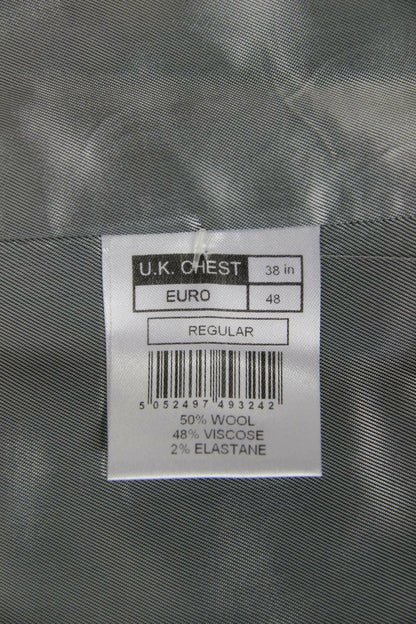 U.K. CHEST 38 in
EURO 48
REGULAR
5 052497 493242
50% WOOL
48% VISCOSE
2% ELASTANE